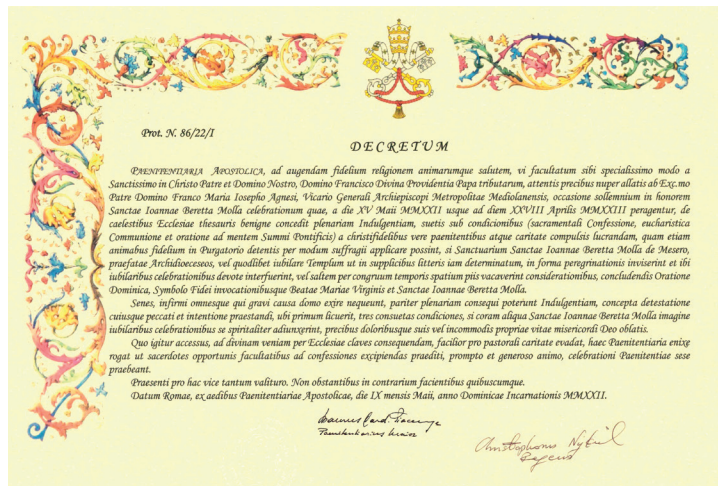 Prot. N. 86/22/I
DECRETUM
PAENITENTIARIA APOSTOLICA, ad augendam fidelium religionem animarumque salutem, vi facultatum sibi specialissimo modo a
Sanctissimo in Christo Patre et Domino Nostro, Domino Francisco Divina Providentia Papa tributarum, attentis precibus nuper allatis ab Exc.mo
Patre Domino Franco Maria Iosepho Agnesi, Vicario Generali Archiepiscopi Metropolitae Mediolanensis, occasione sollemnium in honorem
Sanctae Ioannae Beretta Molla celebrationum quae, a die XV Maii MMXXII usque ad diem XXVIII Aprilis MMXXIII peragentur, de
caelestibus Ecclesiae thesauris benigne concedit plenariam Indulgentiam, suetis sub condicionibus (sacramentali Confessione, eucharistica
Communione et oratione ad mentem Summi Pontificis) a christifidelibus vere paenitentibus atque caritate compulsis lucrandam, quam etiam
animabus fidelium in Purgatorio detentis per modum suffragii applicare possint, si Sanctuarium Sanctae Ioannae Beretta Molla de Mesero,
praefatae Archidioeceseos, vel quodlibet iubilare Templum ut in supplicibus litteris iam determinatum, in forma peregrinationis inviserint et ibi
iubilaribus celebrationibus devote interfuerint, vel saltem per congruum temporis spatium piis vacaverint considerationibus, concludendis Oratione
Dominica, Symbolo Fidei invocationibusque Beatae Mariae Virginis et Sanctae Ioannae Beretta Molla.
Senes, infirmi omnesque qui gravi causa domo exire nequeunt, pariter plenariam consequi poterunt Indulgentiam, concepta detestatione
cuiusque peccati et intentione praestandi, ubi primum licuerit, tres consuetas condiciones, si coram aliqua Sanctae Ioannae Beretta Molla imagine
iubilaribus celebrationibus se spiritaliter adiunxerint, precibus doloribusque suis vel incommodis propriae vitae misericordi Deo oblatis.
Quo igitur accessus, ad divinam veniam per Ecclesiae claves consequendam, facilior pro pastorali caritate evadat, haec Paenitentiaria enixe
rogat ut sacerdotes opportunis facultatibus ad confessiones excipiendas praediti, prompto et generoso animo, celebrationi Paenitentiae sese
praebeant.
Praesenti pro hac vice tantum valituro. Non obstantibus in contrarium facientibus quibuscumque.
Datum Romae, ex aedibus Paenitentiariae Apostolicae, die IX mensis Maii, anno Dominicae Incarnationis MMXXII.
Paenitentiarius Maior